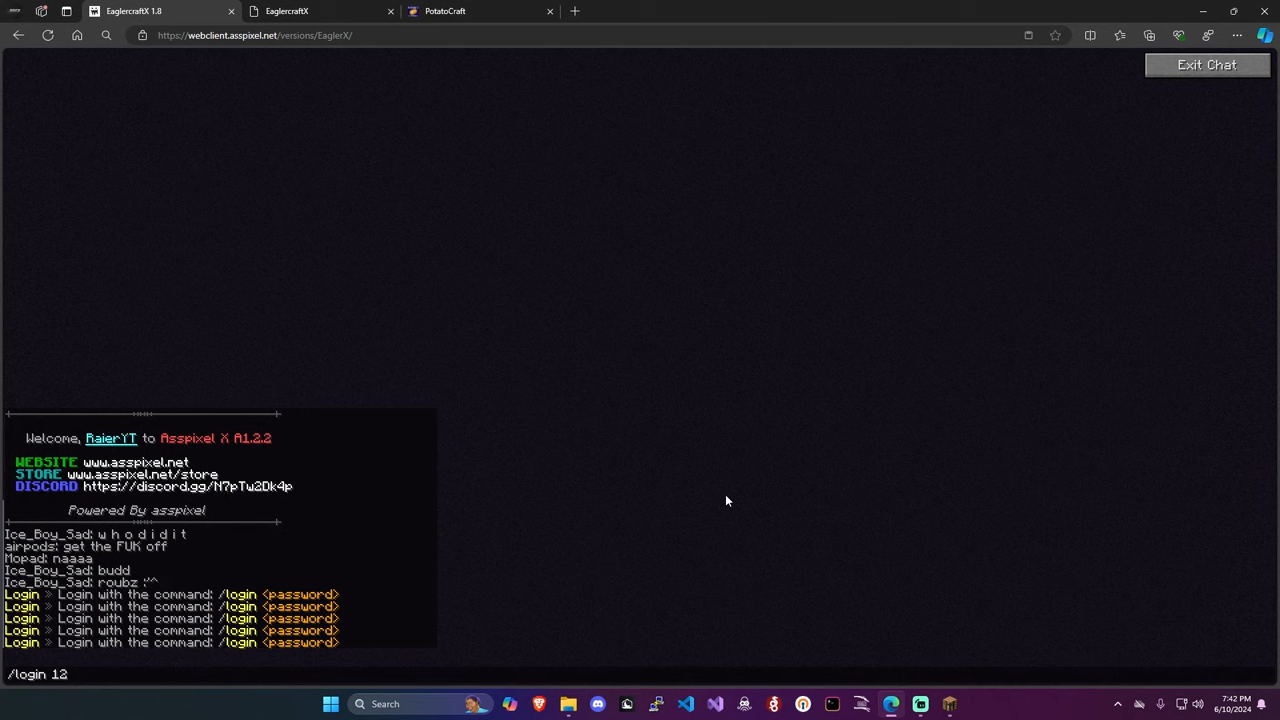 EaglercraftX 1.8
EaglercraftX
PotatoCraft
https://webclient.asspixel.net/versions/EaglerX/
Exit Chat
Welcome, RaierYT to Asspixel X A1.2.2
WEBSITE www.asspixel.net
STORE www.asspixel.net/store
DISCORD https://discord.gg/N7pTw2Dk4p
Powered By asspixel
Ice_Boy_Sad: w h o d i d i t
airpods: get the FUK off
Mopad: naaaa
Ice_Boy_Sad: budd
Ice_Boy_Sad: roubz :^^
Login » Login with the command: /login <password>
Login » Login with the command: /login <password>
Login » Login with the command: /login <password>
Login » Login with the command: /login <password>
Login » Login with the command: /login <password>
/login 12
Search
7:42 PM
6/10/2024